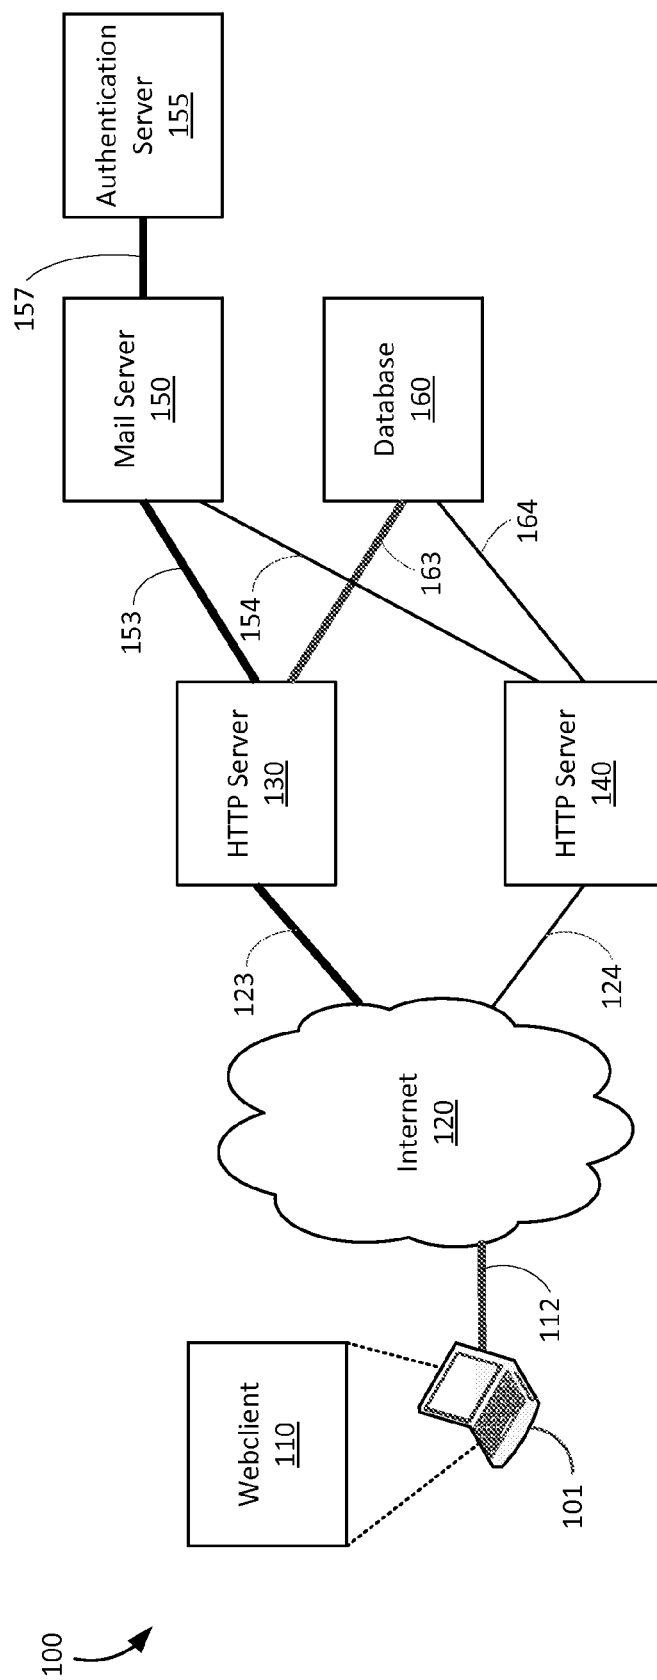 100
Webclient
110
101
112
Internet
120
123
124
HTTP Server
130
HTTP Server
140
153
154
163
164
Mail Server
150
Database
160
157
Authentication
Server
155